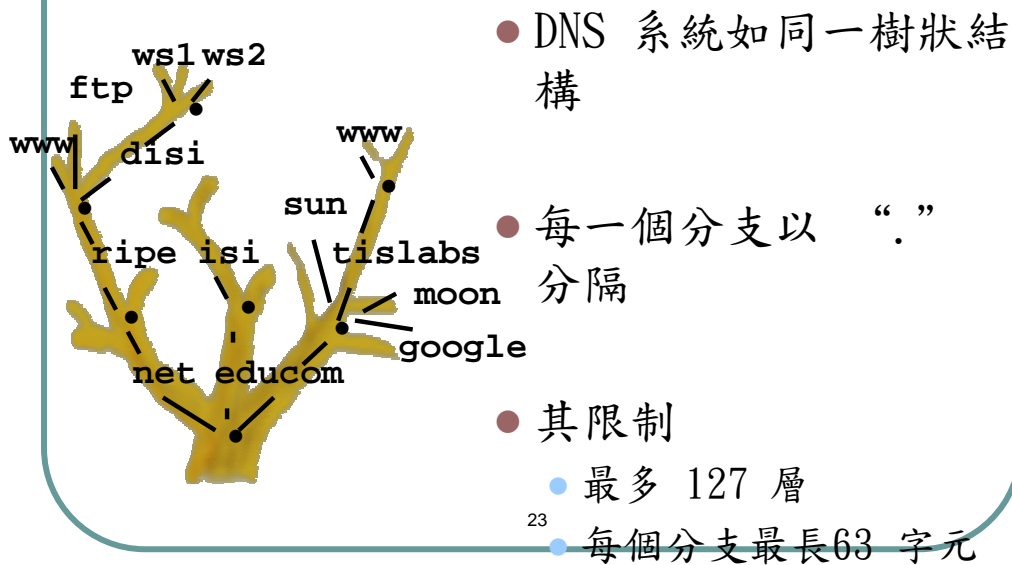 ws1 ws2
ftp
www
disi
www
sun
ripe isi
tislabs
moon
google
net edu com
DNS 系統如同一樹狀結
構
每一個分支以 “.”
分隔
其限制
最多 127 層
每個分支最長63 字元
23